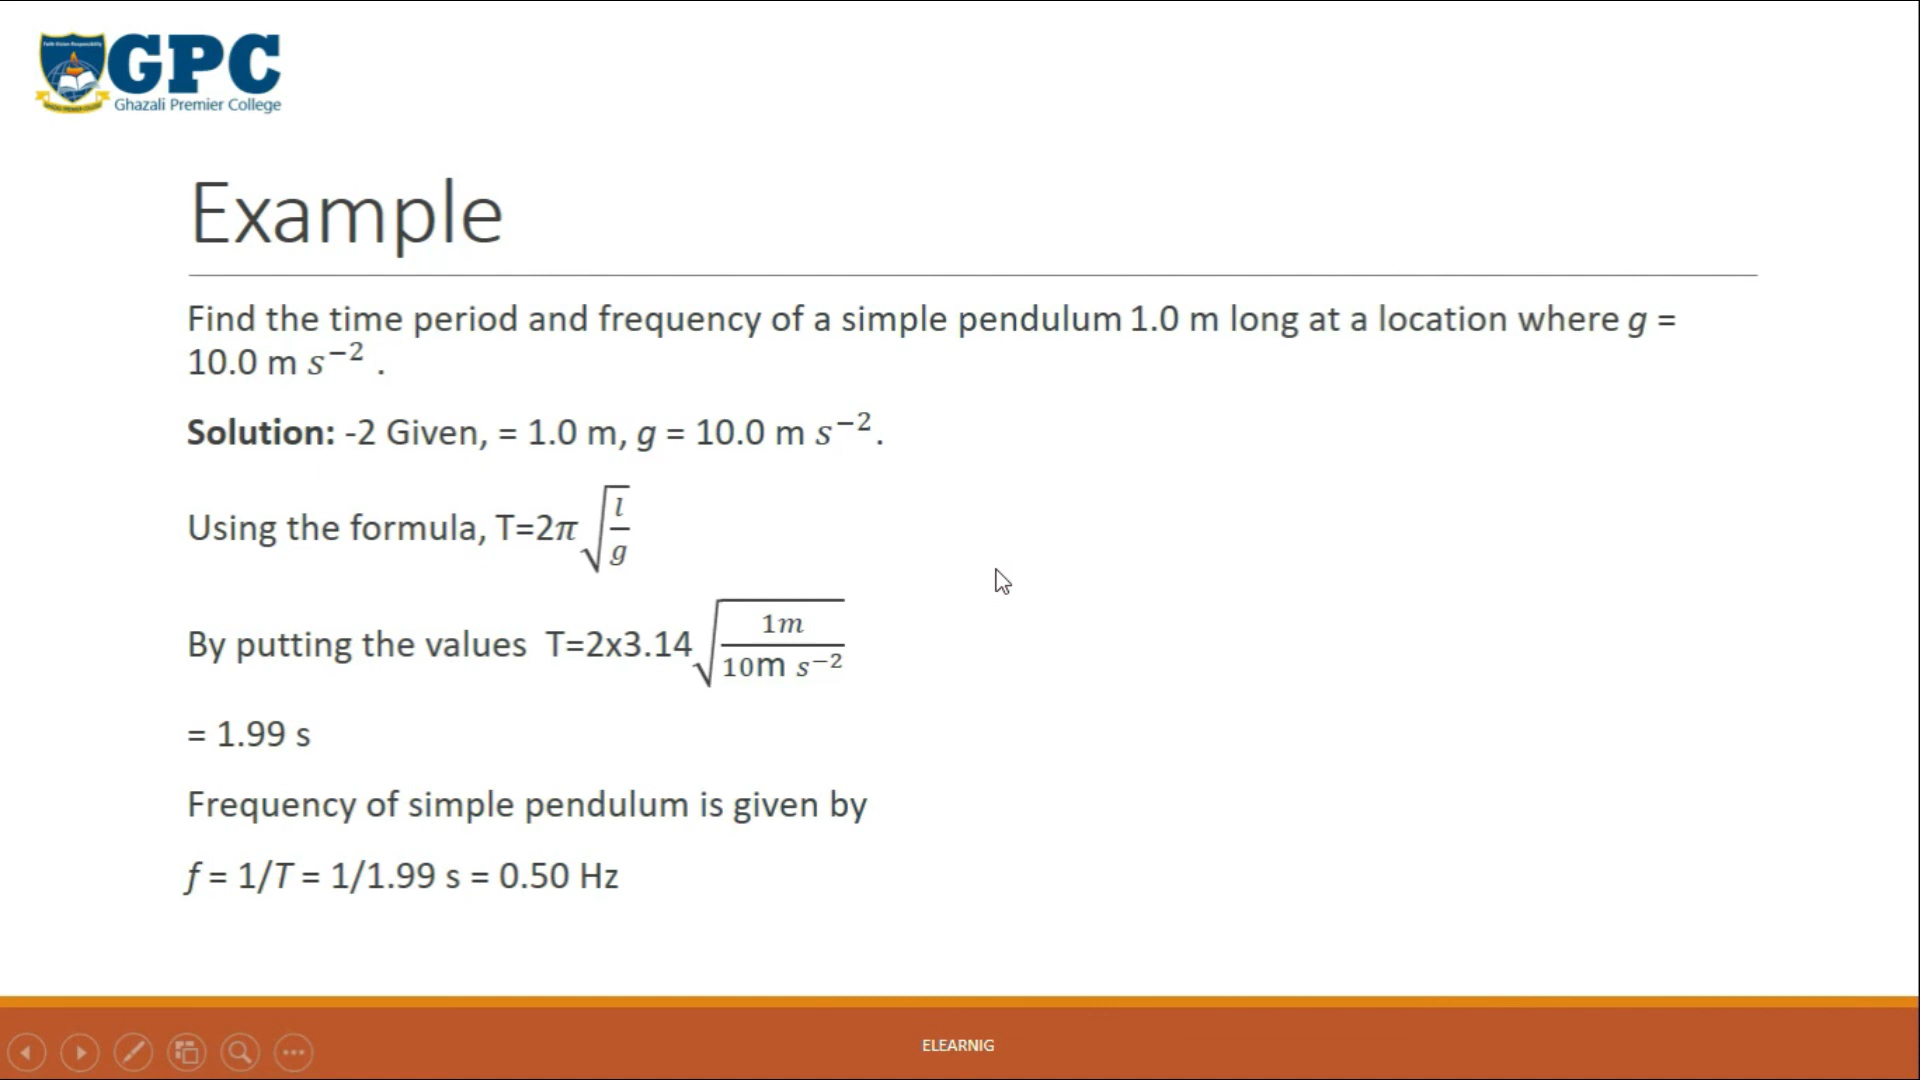 Faith Vision Responsibility
GPC
Ghazali Premier College
Example
Find the time period and frequency of a simple pendulum 1.0 m long at a location where g =
10.0 m s⁻² .
Solution: -2 Given, = 1.0 m, g = 10.0 m s⁻².
Using the formula, T=2π√(l/g)
By putting the values T=2x3.14√(1m/10m s⁻²)
= 1.99 s
Frequency of simple pendulum is given by
f = 1/T = 1/1.99 s = 0.50 Hz
ELEARNIG